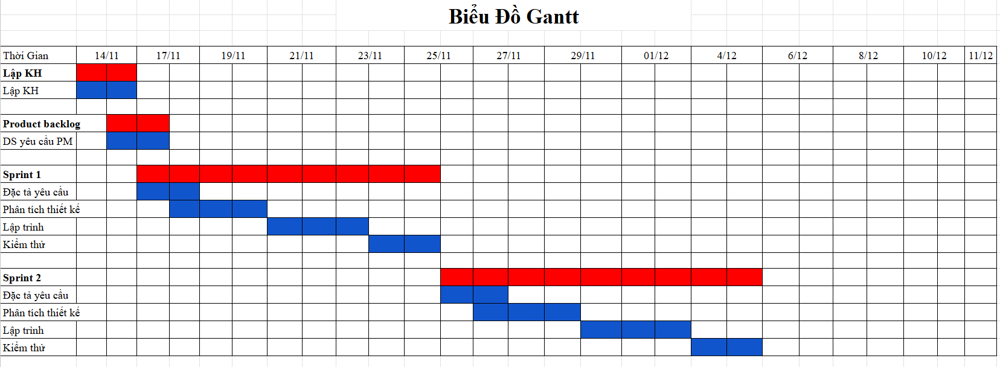 Biểu Đồ Gantt
Thời Gian 14/11 17/11 19/11 21/11 23/11 25/11 27/11 29/11 01/12 4/12 6/12 8/12 10/12 11/12
Lập KH
Lập KH
Product backlog
DS yêu cầu PM
Sprint 1
Đặc tả yêu cầu
Phân tích thiết kế
Lập trình
Kiểm thử
Sprint 2
Đặc tả yêu cầu
Phân tích thiết kế
Lập trình
Kiểm thử